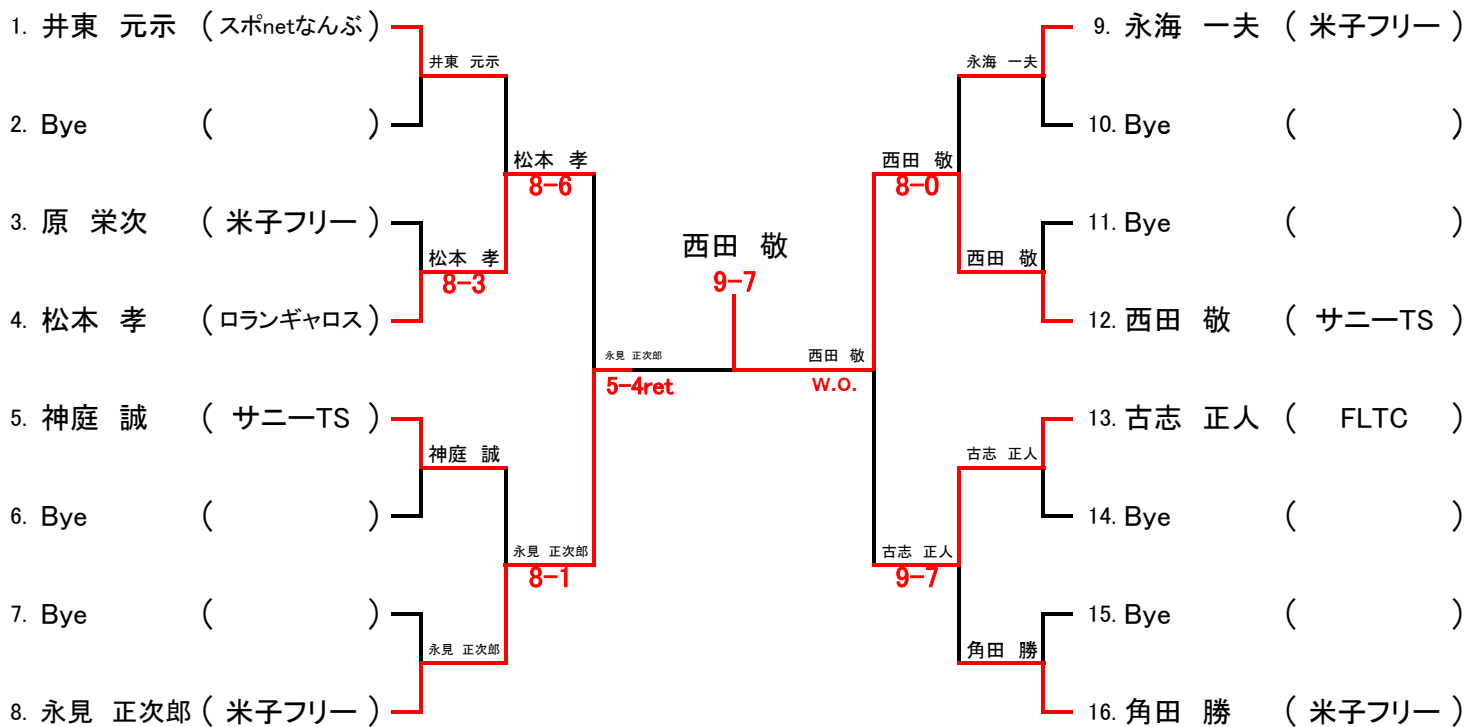 1. 井東 元示 （スポnetなんぶ）
2. Bye （ ）
3. 原 栄次 （ 米子フリー ）
4. 松本 孝 （ロランギャロス）
5. 神庭 誠 （ サニーTS ）
6. Bye （ ）
7. Bye （ ）
8. 永見 正次郎 （ 米子フリー ）
井東 元示
松本 孝
8-3
神庭 誠
永見 正次郎
松本 孝
8-6
永見 正次郎
8-1
永見 正次郎
5-4ret
西田 敬
9-7
西田 敬
W.O.
西田 敬
8-0
古志 正人
9-7
永海 一夫
西田 敬
古志 正人
角田 勝
9. 永海 一夫 （ 米子フリー ）
10. Bye （ ）
11. Bye （ ）
12. 西田 敬 （ サニーTS ）
13. 古志 正人 （ FLTC ）
14. Bye （ ）
15. Bye （ ）
16. 角田 勝 （ 米子フリー ）